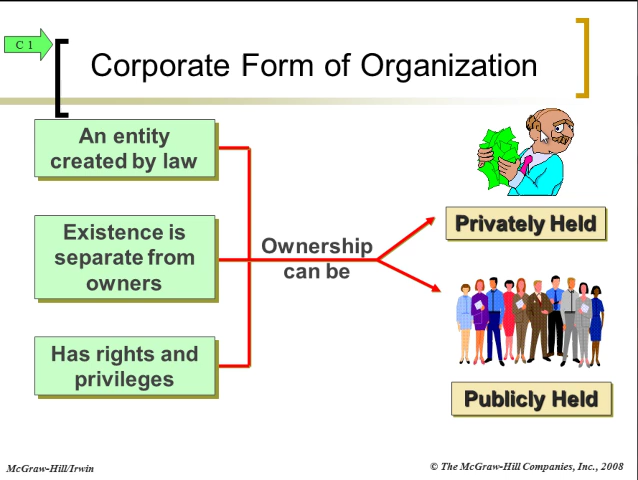 C 1
Corporate Form of Organization
An entity
created by law
Existence is
separate from
owners
Has rights and
privileges
Ownership
can be
Privately Held
Publicly Held
McGraw-Hill/Irwin
© The McGraw-Hill Companies, Inc., 2008